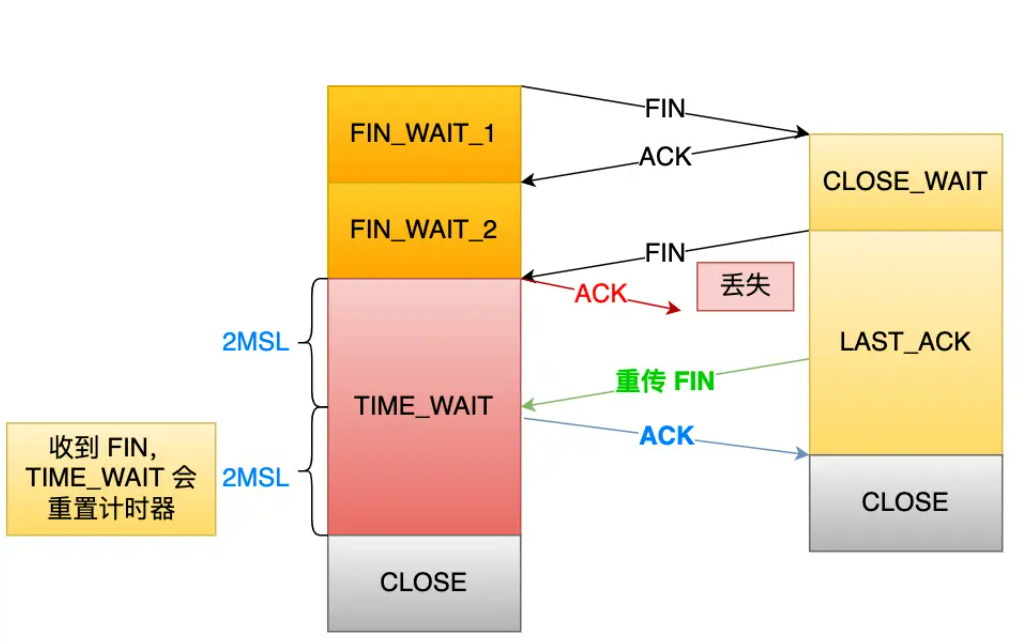 FIN
FIN_WAIT_1
ACK
CLOSE_WAIT
FIN_WAIT_2
FIN
丢失
ACK
2MSL
LAST_ACK
重传 FIN
TIME_WAIT
ACK
收到 FIN，
TIME_WAIT 会
重置计时器
2MSL
CLOSE
CLOSE